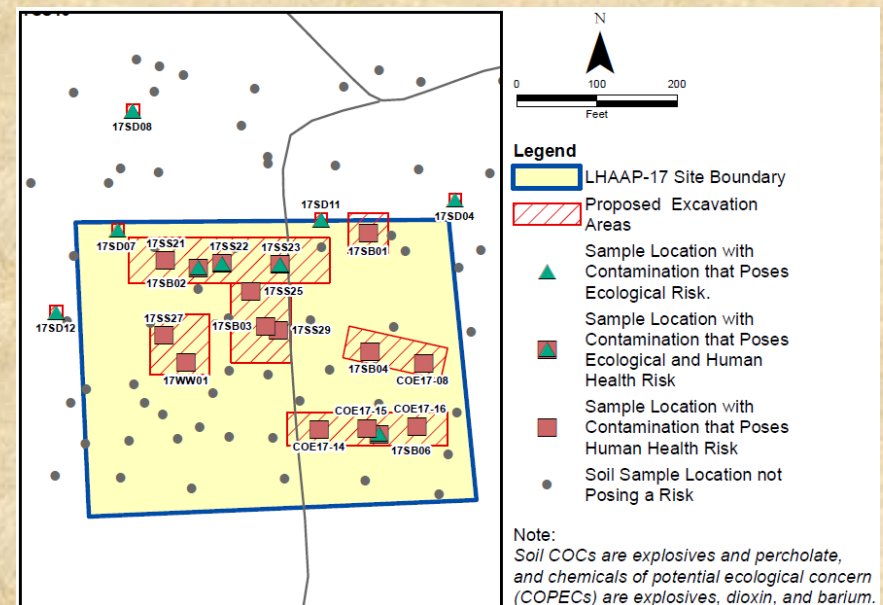 N
0 100 200
Feet
Legend
LHAAP-17 Site Boundary
Proposed Excavation
Areas
Sample Location with
Contamination that Poses
Ecological Risk.
Sample Location with
Contamination that Poses
Ecological and Human
Health Risk
Sample Location with
Contamination that Poses
Human Health Risk
Soil Sample Location not
Posing a Risk
Note:
Soil COCs are explosives and percholate,
and chemicals of potential ecological concern
(COPECs) are explosives, dioxin, and barium.
17SD08
17SD11
17SD04
17SD07
17SS21
17SS22
17SS23
17SB01
17SB02
17SS25
17SD12
17SS27
17SB03
17SS29
17WW01
17SB04
COE17-08
COE17-15
COE17-16
COE17-14
17SB06